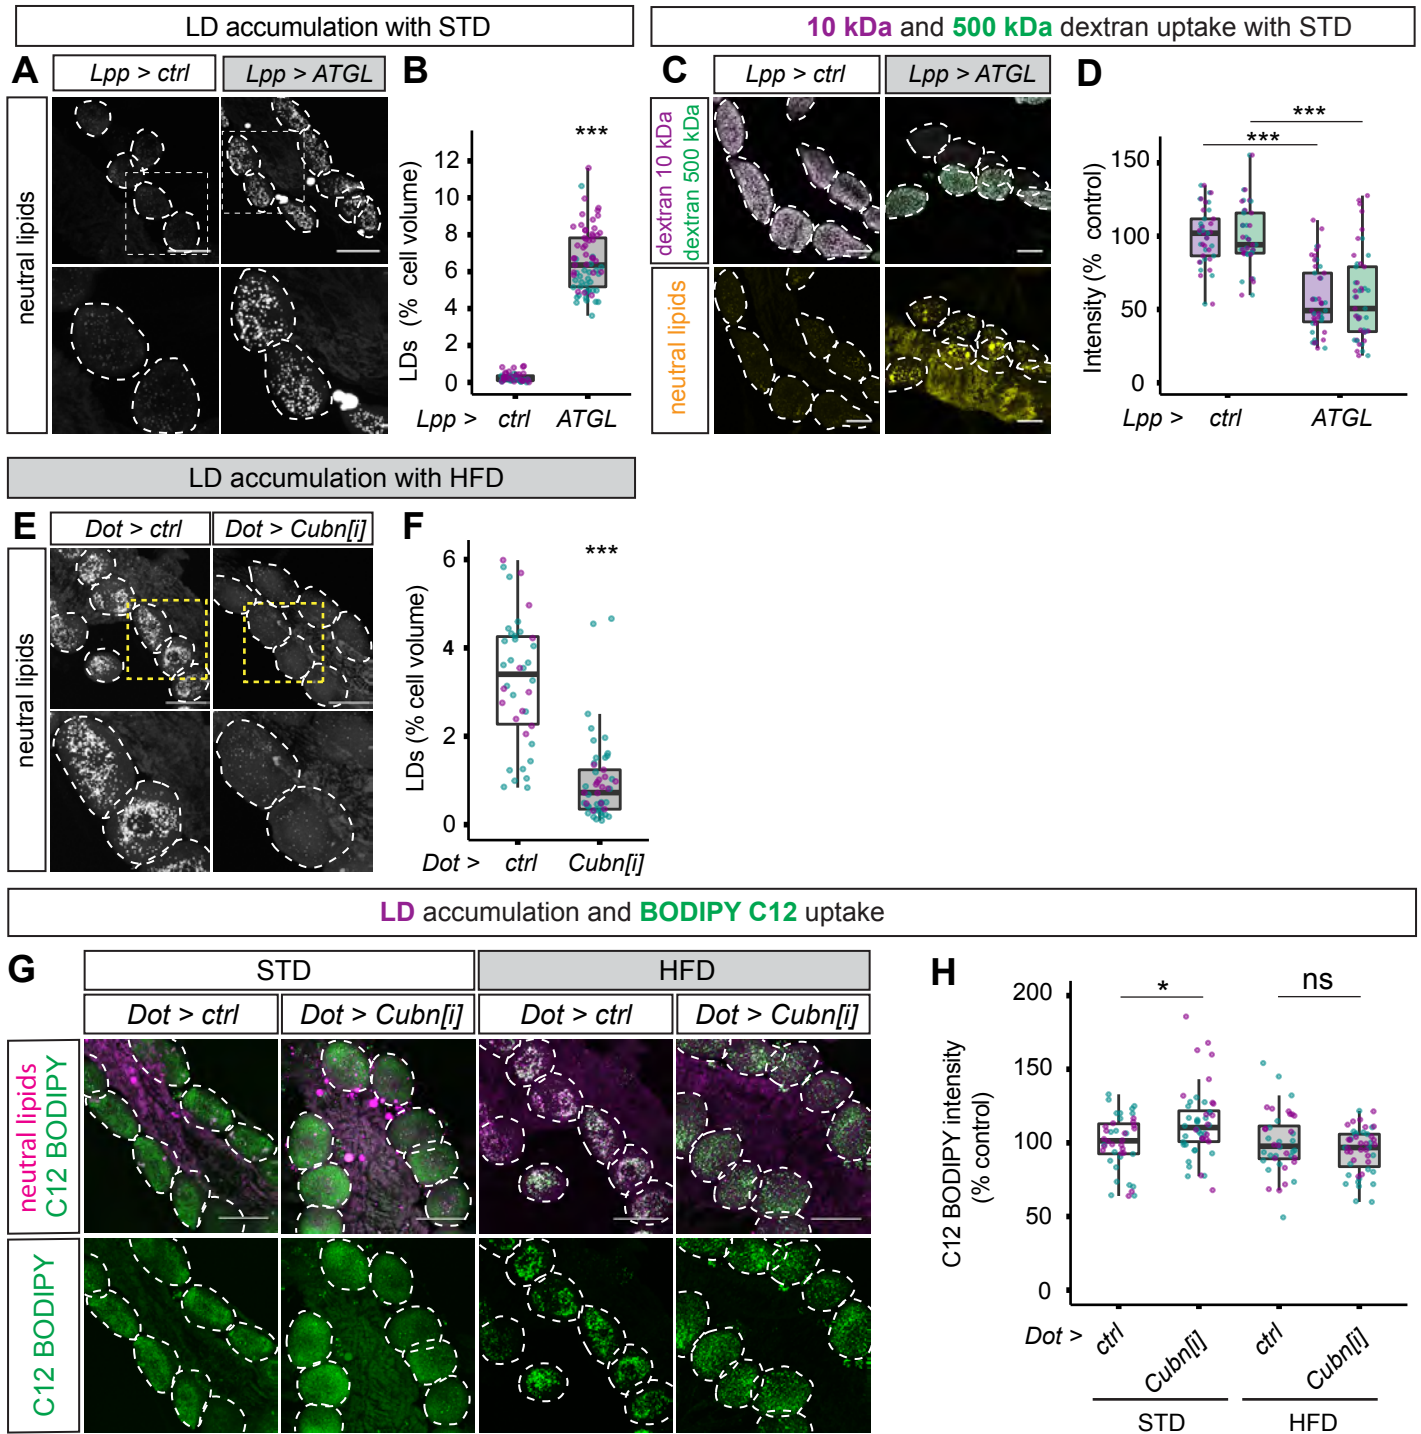 LD accumulation with STD
10 kDa and 500 kDa dextran uptake with STD
A
Lpp > ctrl
Lpp > ATGL
neutral lipids
B
***
LDs (% cell volume)
12
10
8
6
4
2
0
Lpp > ctrl ATGL
C
Lpp > ctrl
Lpp > ATGL
dextran 10 kDa
dextran 500 kDa
neutral lipids
D
***
***
Intensity (% control)
150
100
50
0
Lpp > ctrl ATGL
LD accumulation with HFD
E
Dot > ctrl
Dot > Cubn[i]
neutral lipids
F
***
LDs (% cell volume)
6
4
2
0
Dot > ctrl Cubn[i]
LD accumulation and BODIPY C12 uptake
G
STD
HFD
Dot > ctrl
Dot > Cubn[i]
Dot > ctrl
Dot > Cubn[i]
neutral lipids
C12 BODIPY
C12 BODIPY
H
* ns
C12 BODIPY intensity
(% control)
200
150
100
50
0
Dot > ctrl Cubn[i] ctrl Cubn[i]
STD HFD